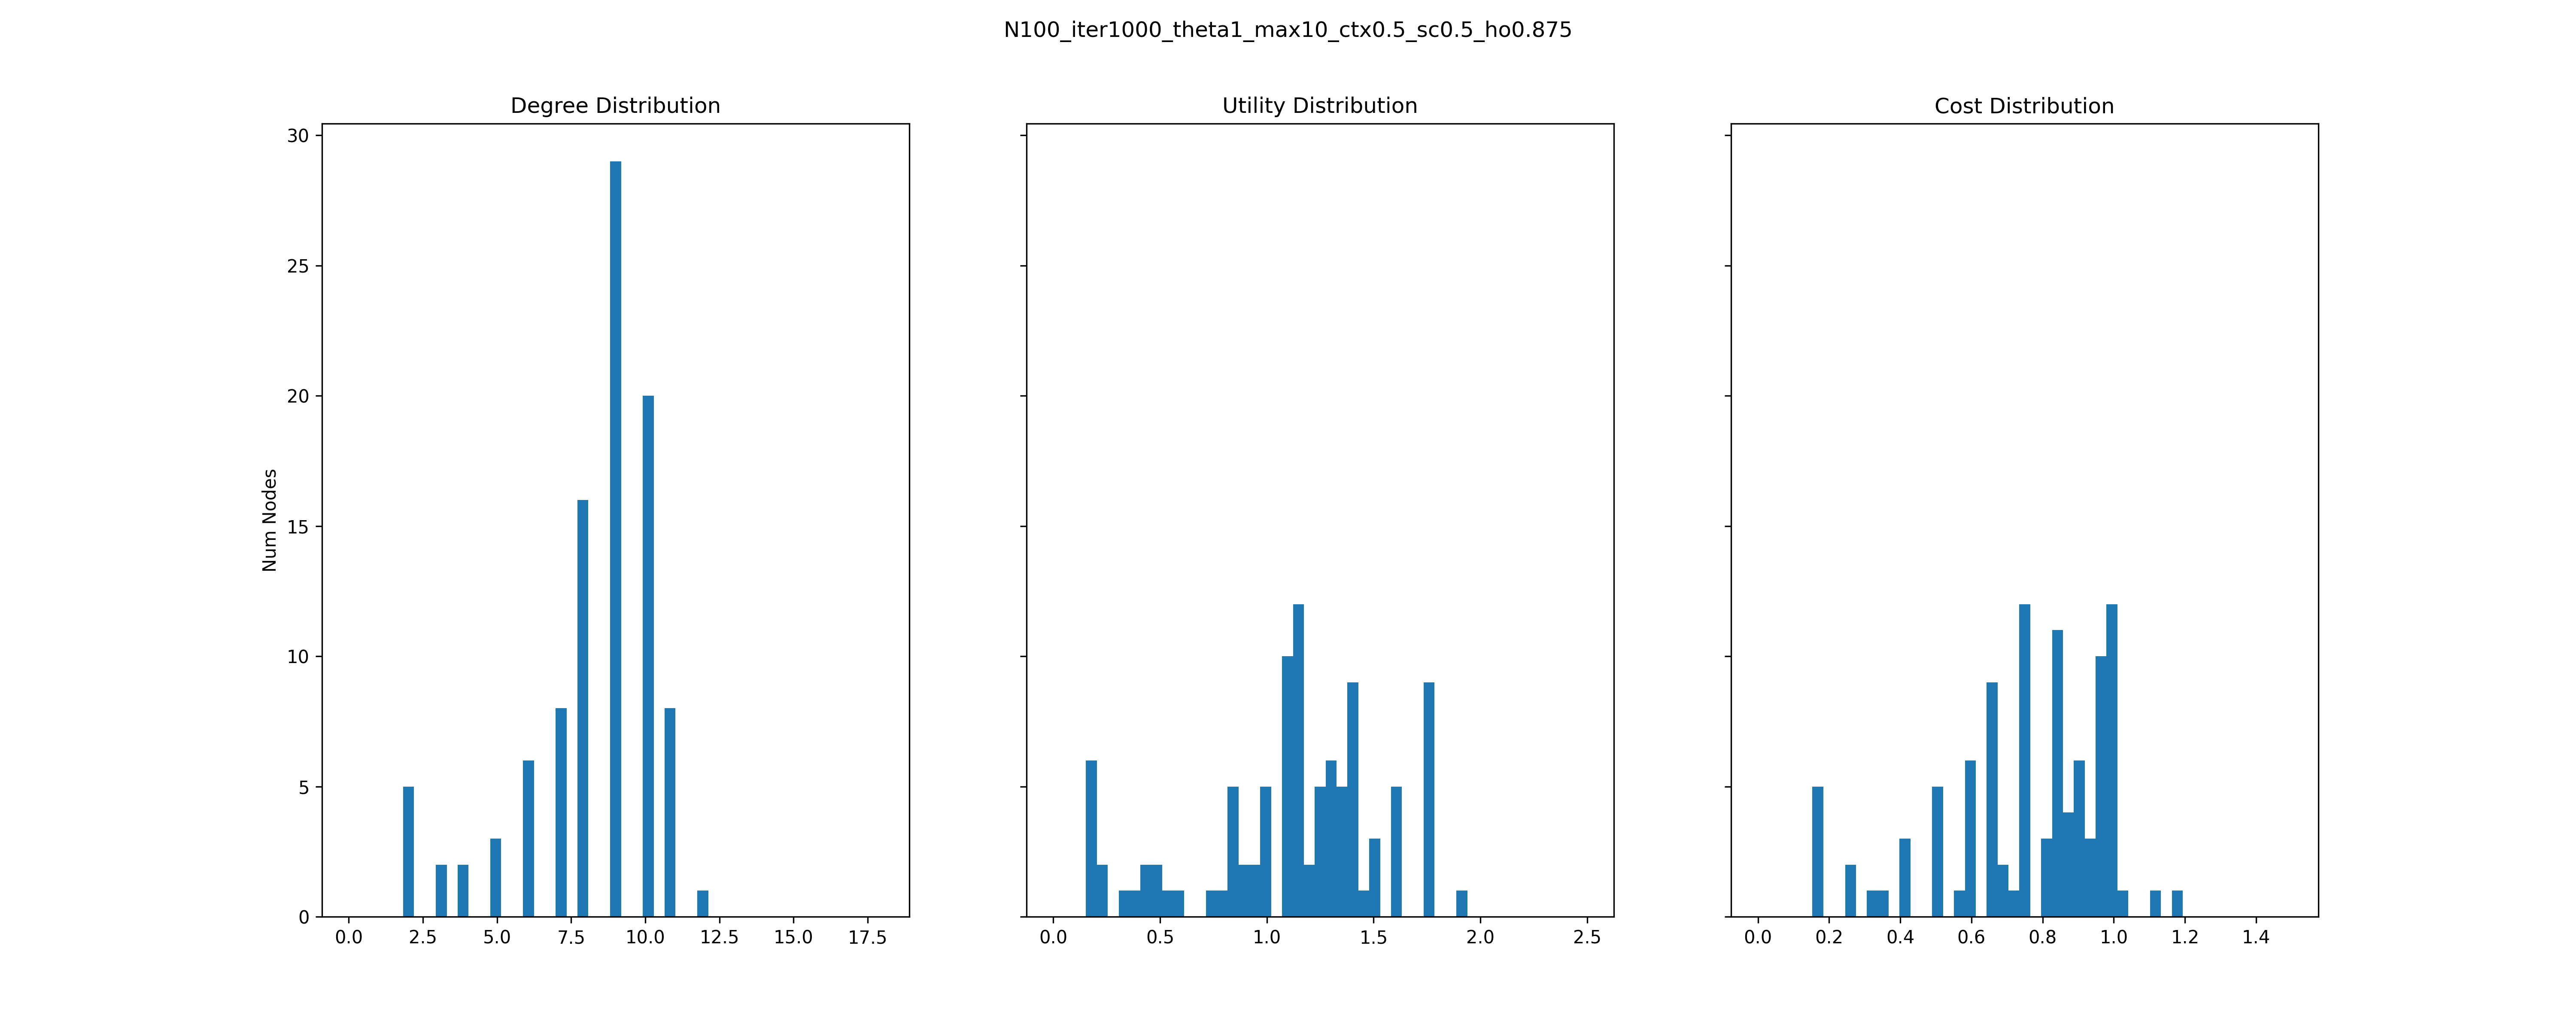 N100_iter1000_theta1_max10_ctx0.5_sc0.5_ho0.875
Degree Distribution
Utility Distribution
Cost Distribution
Num Nodes
30
25
20
15
10
5
0
0.0 2.5 5.0 7.5 10.0 12.5 15.0 17.5
0.0 0.5 1.0 1.5 2.0 2.5
0.0 0.2 0.4 0.6 0.8 1.0 1.2 1.4